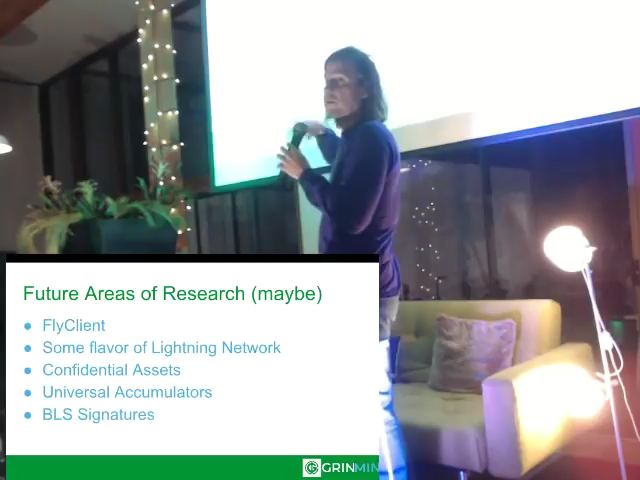 Future Areas of Research (maybe)
● FlyClient
● Some flavor of Lightning Network
● Confidential Assets
● Universal Accumulators
● BLS Signatures
GRINMIN